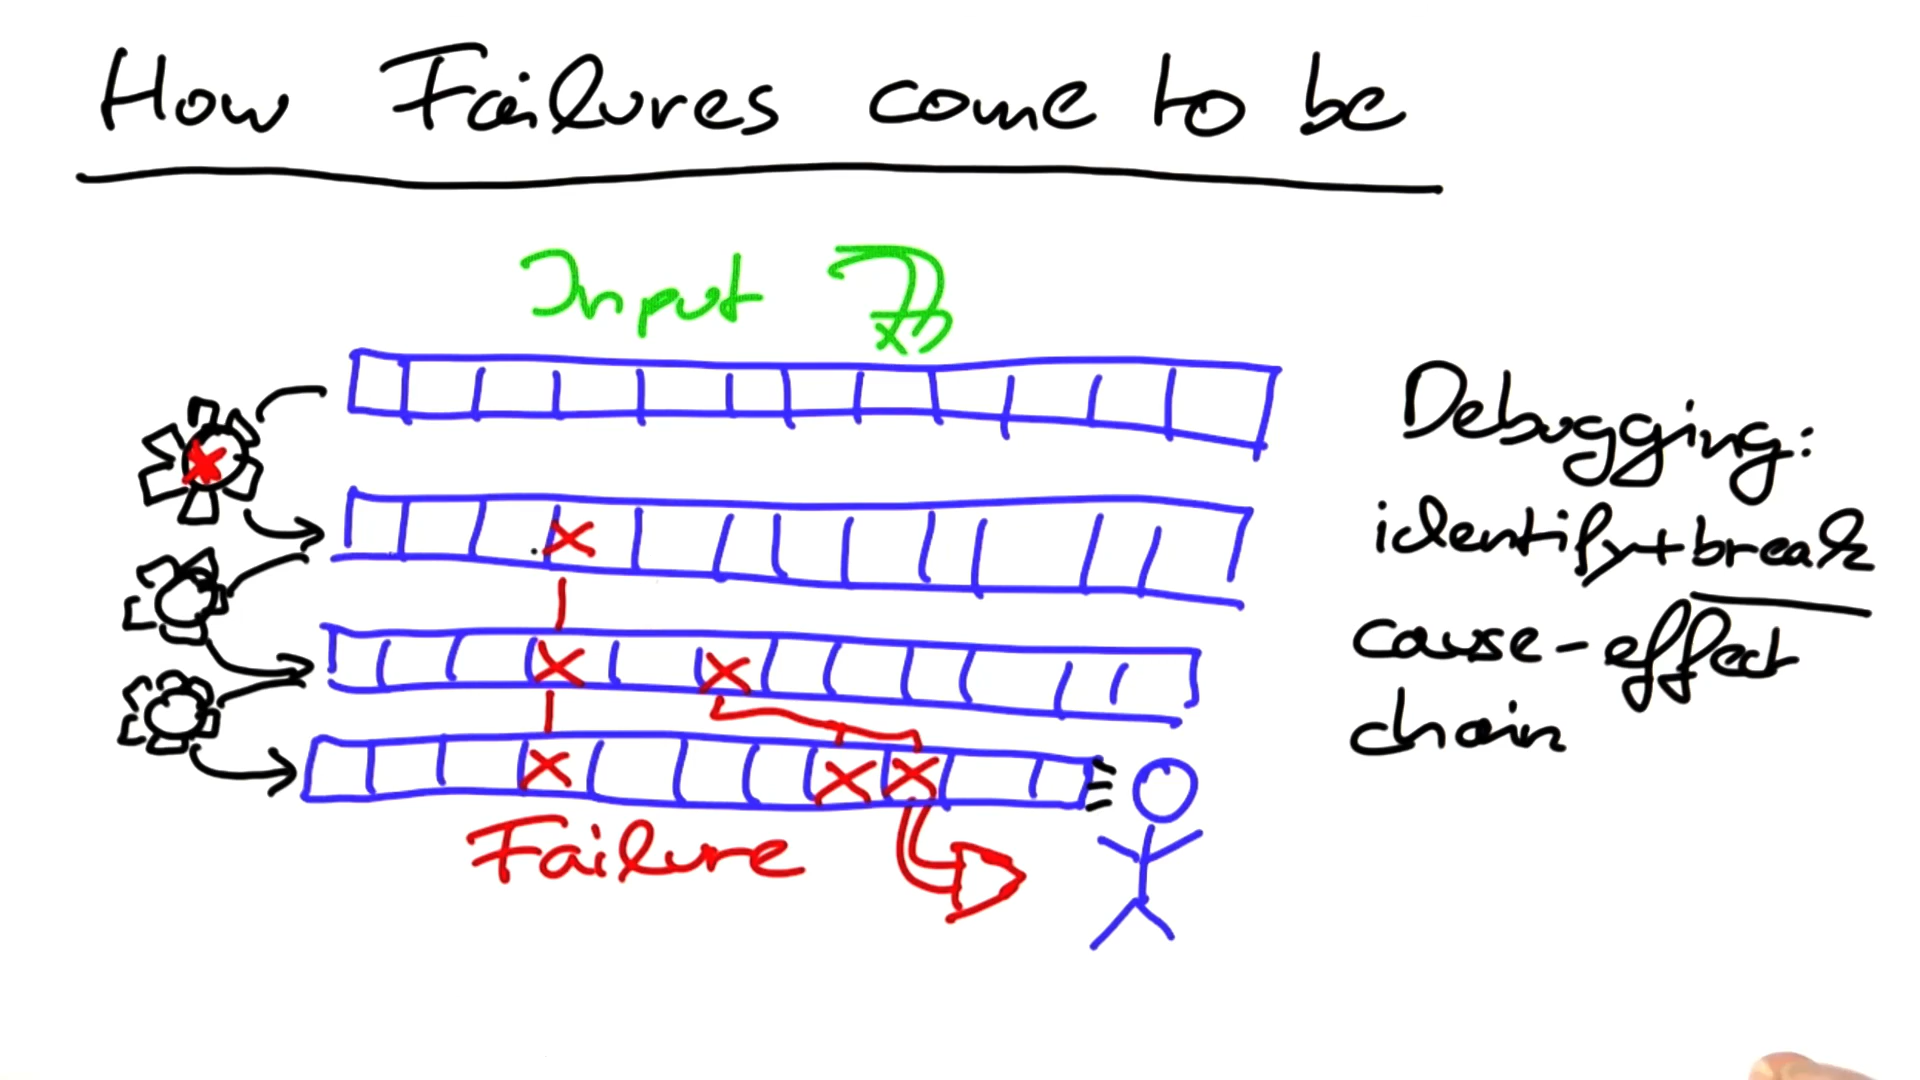 How Failures come to be
Input
Debugging:
identify+break
cause-effect
chain
Failure